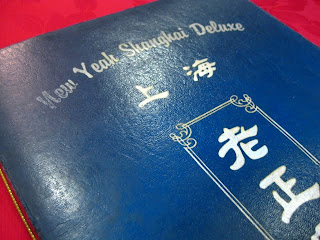 New Yeah Shanghai Deluxe
上海
老正